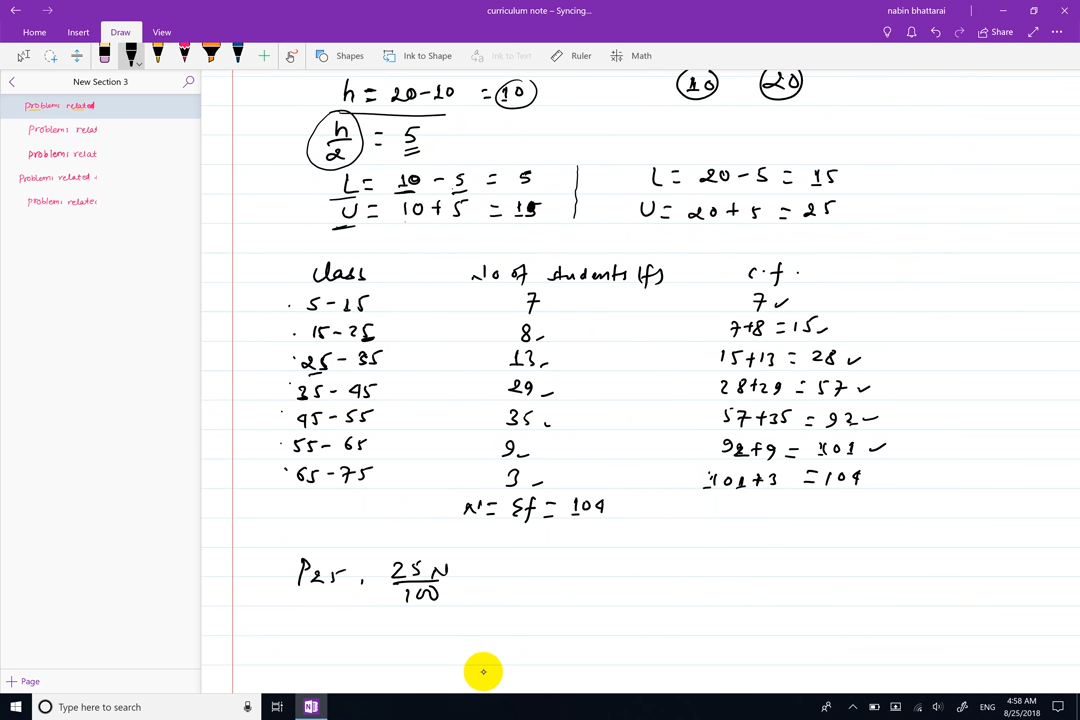 curriculum note - Syncing...
nabin bhattarai
Home Insert Draw View
Share
Ink to Shape Ink to Text Shapes Ruler Math
New Section 3
Problems related
Problems relat
problems relat
Problems related
problems related
h = 20-10 = 10
10 20
h/2 = 5
L = 10 - 5 = 5
L = 20 - 5 = 15
U = 10 + 5 = 15
U = 20 + 5 = 25
class No of students (f) c.f.
5 - 15 7 7
15 - 25 8 7+8 = 15
25 - 35 13 15+13 = 28
35 - 45 29 28+29 = 57
45 - 55 35 57+35 = 92
55 - 65 9 92+9 = 101
65 - 75 3 101+3 = 104
N = Σf = 104
P25 , 25N/100
+ Page
Type here to search
ENG
4:58 AM
8/25/2018